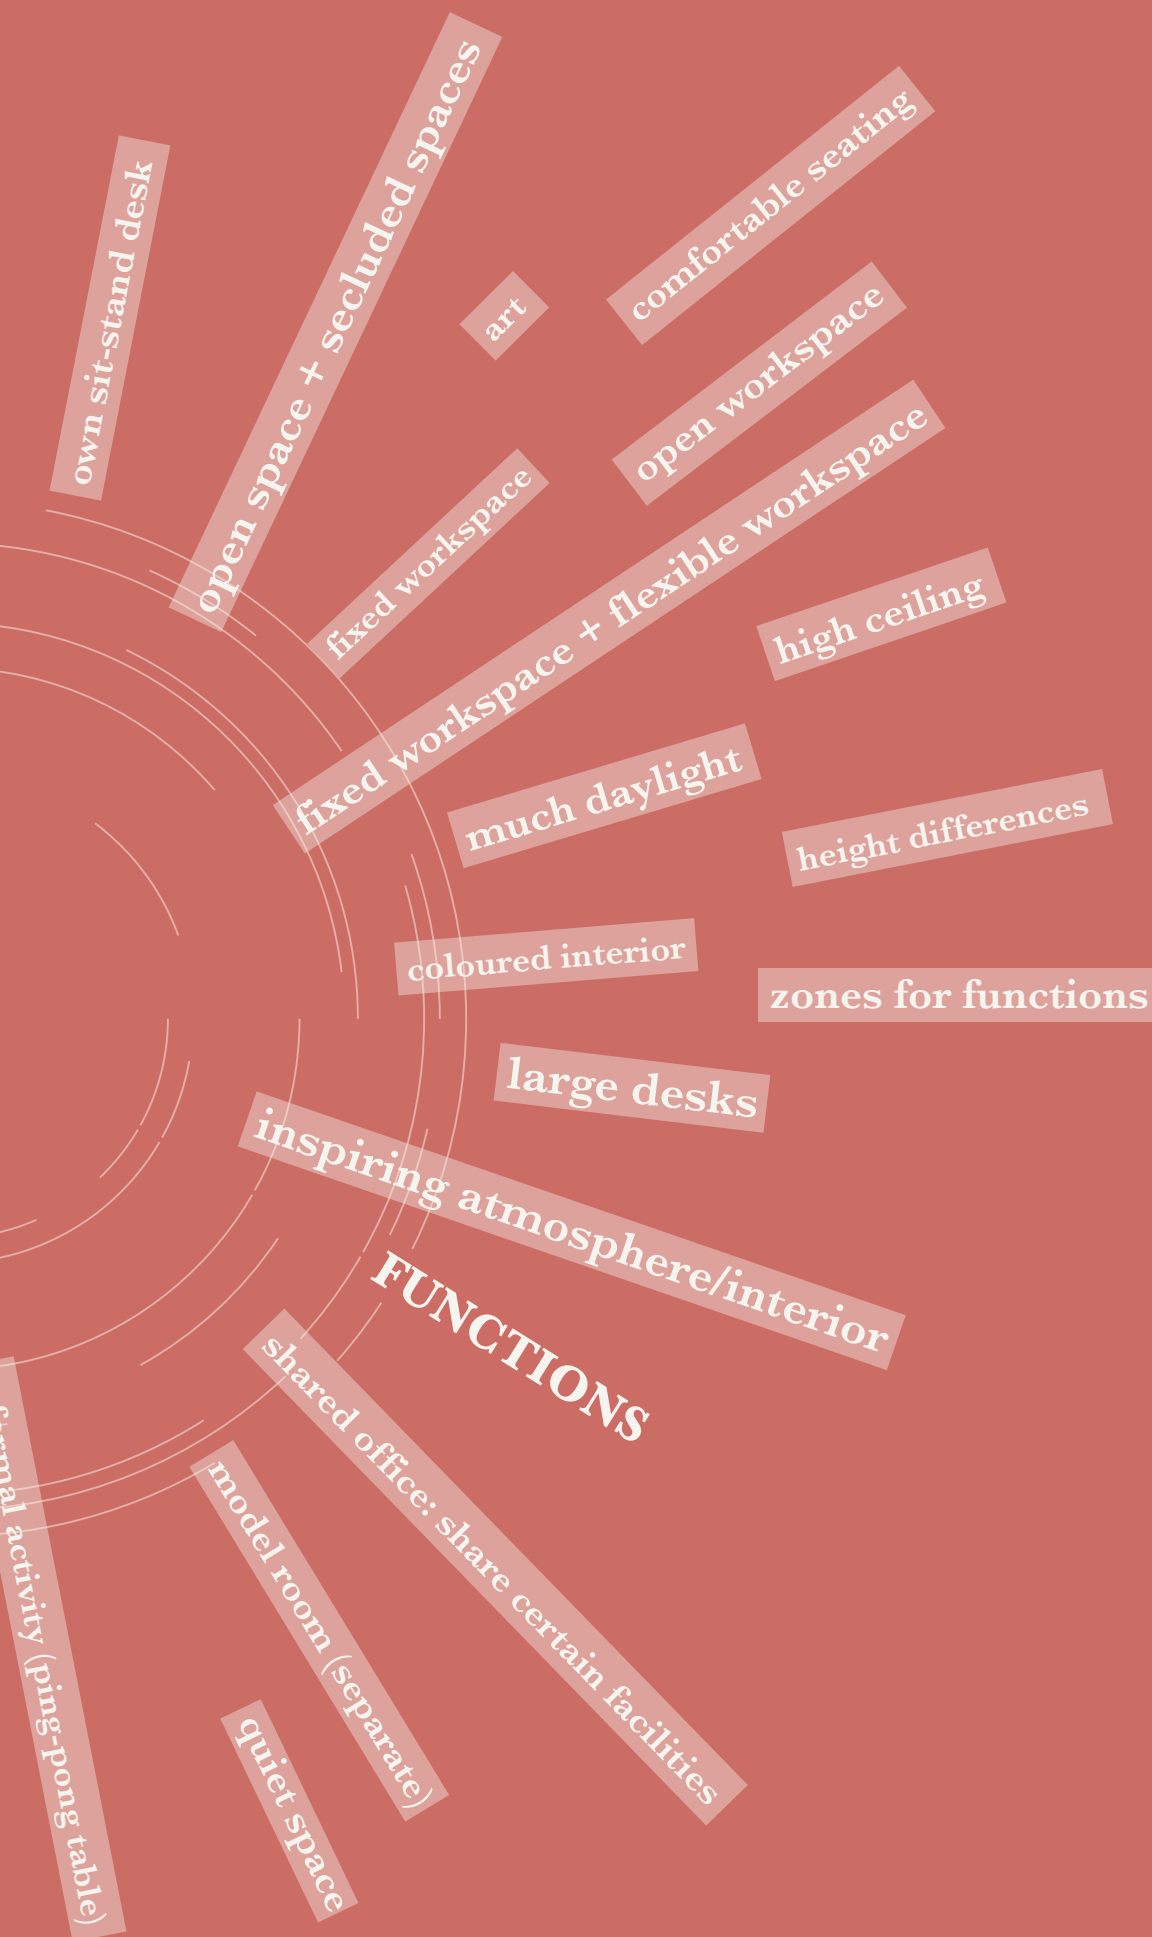 own sit-stand desk
open space + secluded spaces
art
comfortable seating
open workspace
fixed workspace
fixed workspace + flexible workspace
high ceiling
much daylight
height differences
coloured interior
zones for functions
large desks
inspiring atmosphere/interior
FUNCTIONS
shared office: share certain facilities
model room (separate)
quiet space
activity (ping-pong table)